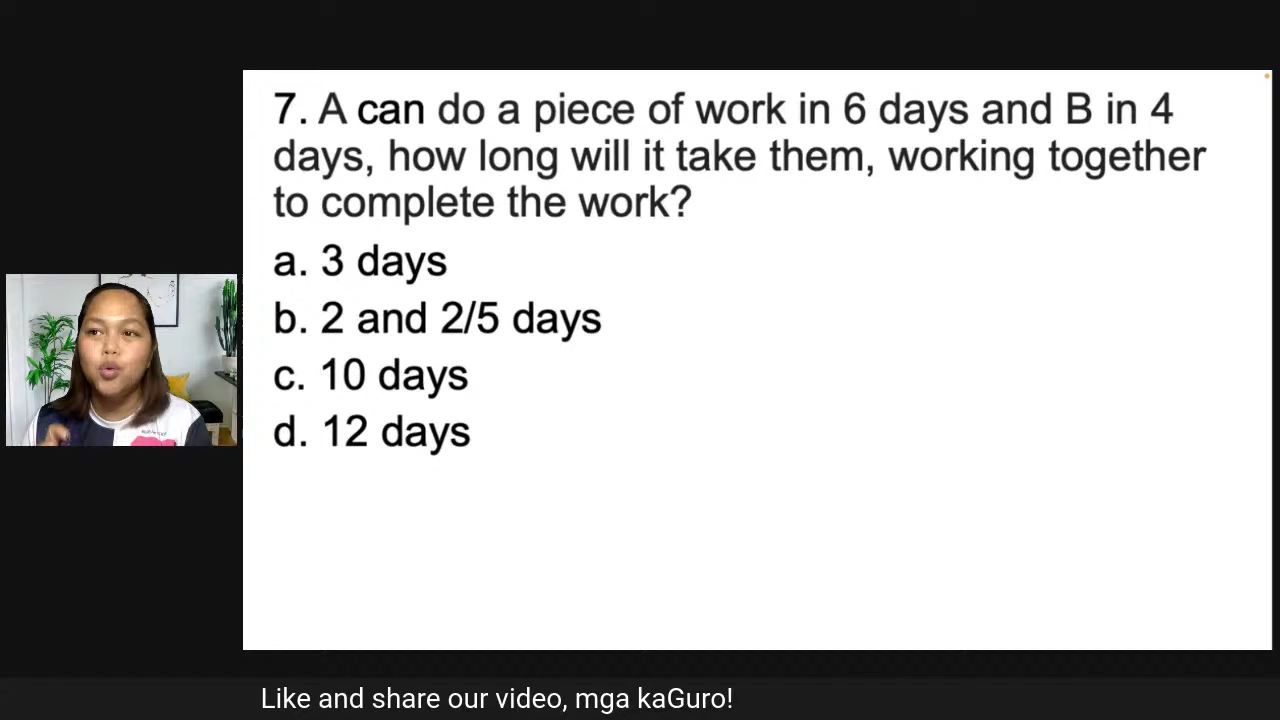 7. A can do a piece of work in 6 days and B in 4
days, how long will it take them, working together
to complete the work?
a. 3 days
b. 2 and 2/5 days
c. 10 days
d. 12 days
Like and share our video, mga kaGuro!